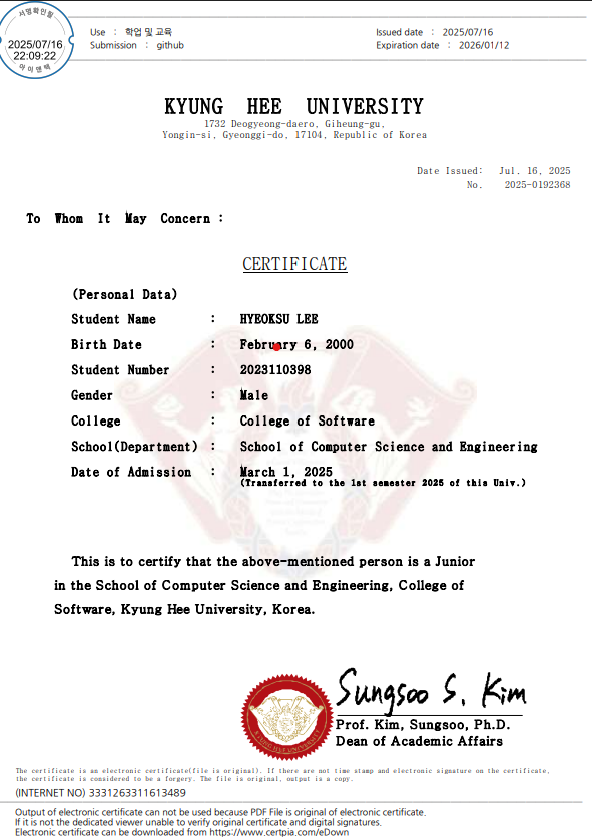 서명확인필
2025/07/16
22:09:22
아이앤텍
Use : 학업 및 교육
Submission : github
Issued date : 2025/07/16
Expiration date : 2026/01/12
KYUNG HEE UNIVERSITY
1732 Deogyeong-daero, Giheung-gu,
Yongin-si, Gyeonggi-do, 17104, Republic of Korea
Date Issued: Jul. 16, 2025
No. 2025-0192368
To Whom It May Concern :
CERTIFICATE
(Personal Data)
Student Name : HYEOKSU LEE
Birth Date : February 6, 2000
Student Number : 2023110398
Gender : Male
College : College of Software
School(Department) : School of Computer Science and Engineering
Date of Admission : March 1, 2025
(Transferred to the 1st semester 2025 of this Univ.)
This is to certify that the above-mentioned person is a Junior
in the School of Computer Science and Engineering, College of
Software, Kyung Hee University, Korea.
Sungsoo S. Kim
Prof. Kim, Sungsoo, Ph.D.
Dean of Academic Affairs
The certificate is an electronic certificate(file is original). If there are not time stamp and electronic signature on the certificate,
the certificate is considered to be a forgery. The file is original, output is a copy.
(INTERNET NO) 3331263311613489
Output of electronic certificate can not be used because PDF File is original of electronic certificate.
If it is not the dedicated viewer unable to verify original certificate and digital signatures.
Electronic certificate can be downloaded from https://www.certpia.com/eDown